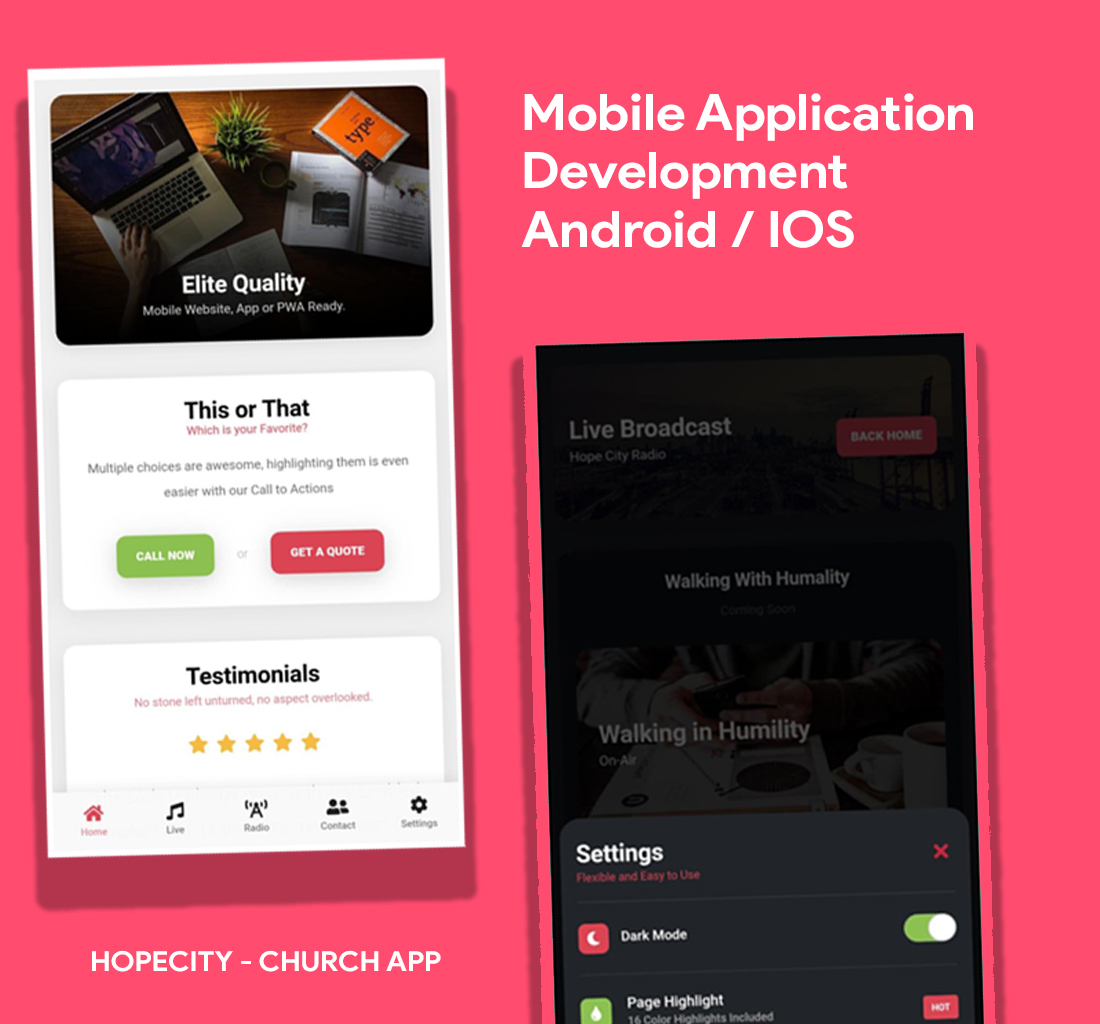 Mobile Application
Development
Android / IOS
type
Elite Quality
Mobile Website, App or PWA Ready.
This or That
Which is your Favorite?
Multiple choices are awesome, highlighting them is even
easier with our Call to Actions
CALL NOW
or
GET A QUOTE
Testimonials
No stone left unturned, no aspect overlooked.
Home
Live
Radio
Contact
Settings
HOPECITY - CHURCH APP
Live Broadcast
Hope City Radio
BACK HOME
Walking With Humality
Coming Soon
Walking in Humility
On-Air
Settings
Flexible and Easy to Use
Dark Mode
Page Highlight
16 Color Highlights Included
HOT